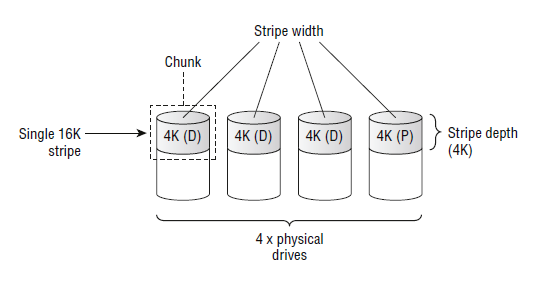 Stripe width
Chunk
Single 16K
stripe
4K (D)
4K (D)
4K (D)
4K (P)
Stripe depth
(4K)
4 x physical
drives